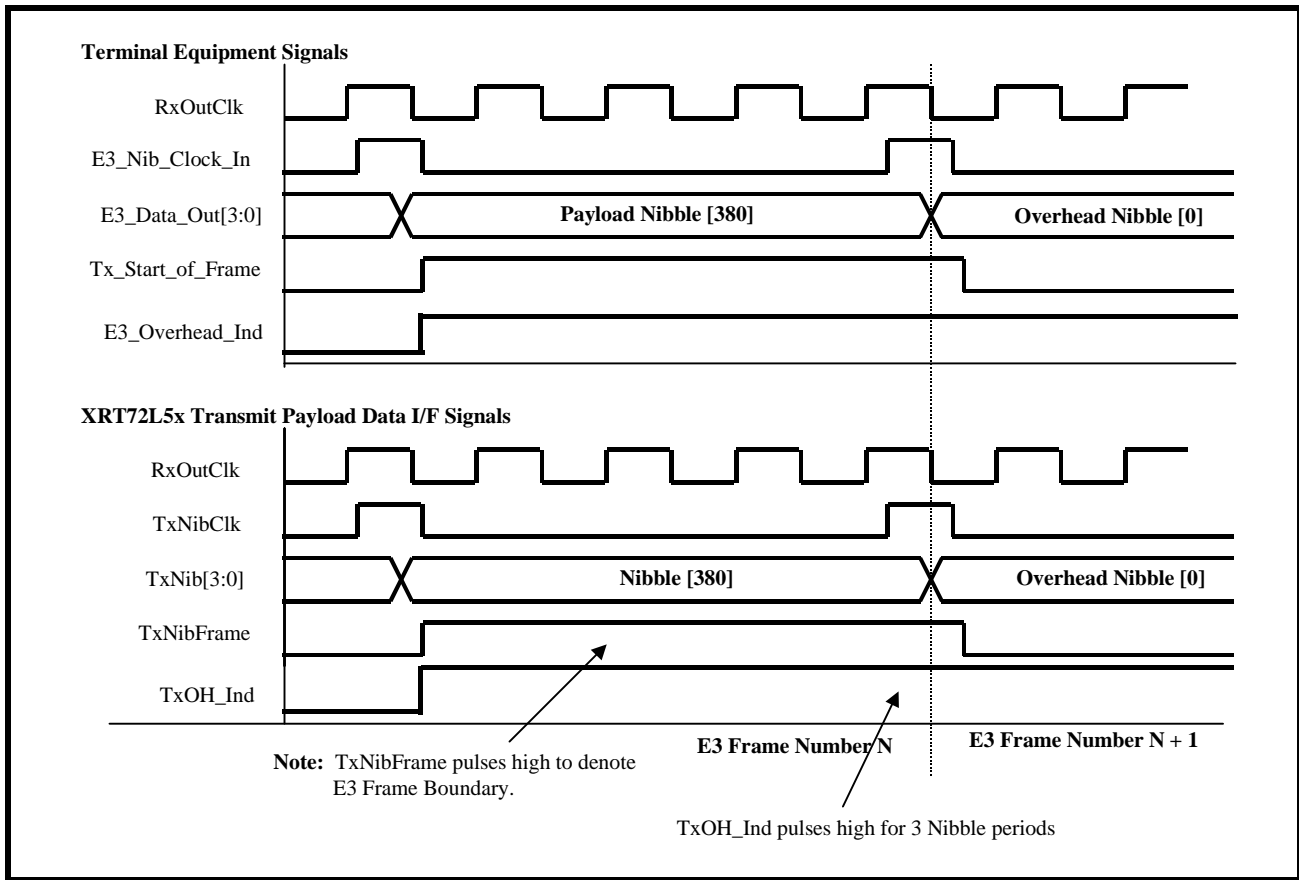 Terminal Equipment Signals
RxOutClk
E3_Nib_Clock_In
E3_Data_Out[3:0]
Payload Nibble [380]
Overhead Nibble [0]
Tx_Start_of_Frame
E3_Overhead_Ind
XRT72L5x Transmit Payload Data I/F Signals
RxOutClk
TxNibClk
TxNib[3:0]
Nibble [380]
Overhead Nibble [0]
TxNibFrame
TxOH_Ind
E3 Frame Number N
E3 Frame Number N + 1
Note: TxNibFrame pulses high to denote
E3 Frame Boundary.
TxOH_Ind pulses high for 3 Nibble periods